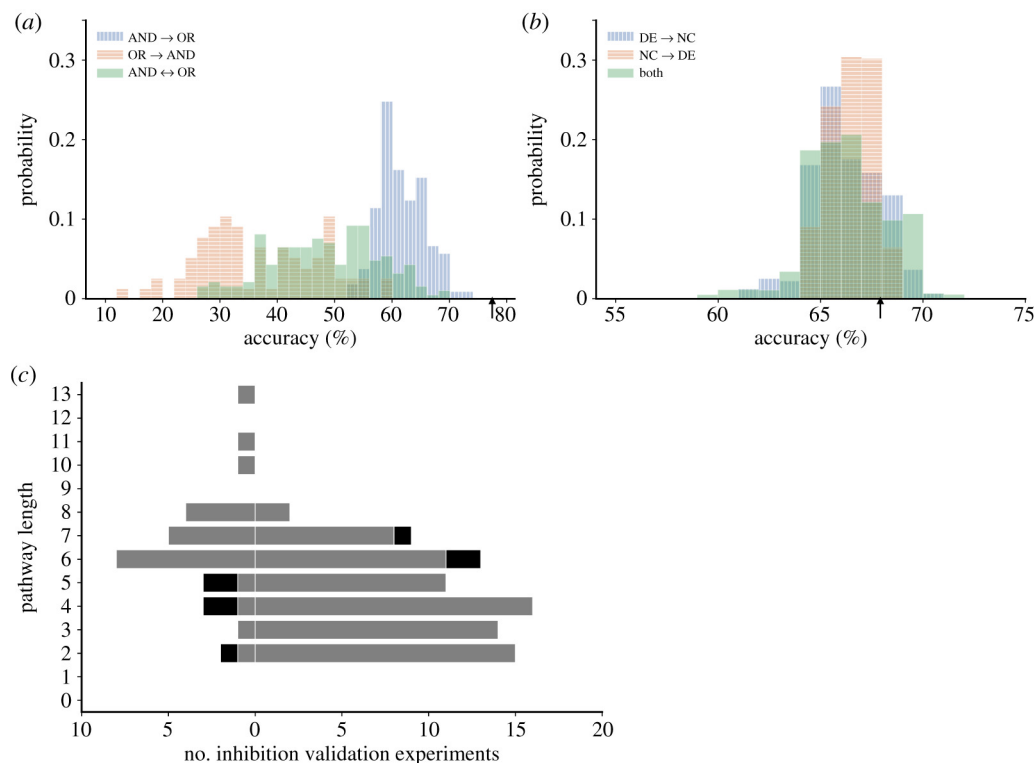 (a)
AND → OR
OR → AND
AND ↔ OR
0.3
0.2
0.1
0
probability
10 20 30 40 50 60 70 80
accuracy (%)
(b)
DE → NC
NC → DE
both
0.3
0.2
0.1
0
probability
55 60 65 70 75
accuracy (%)
(c)
13
12
11
10
9
8
7
6
5
4
3
2
1
0
pathway length
10 5 0 5 10 15 20
no. inhibition validation experiments